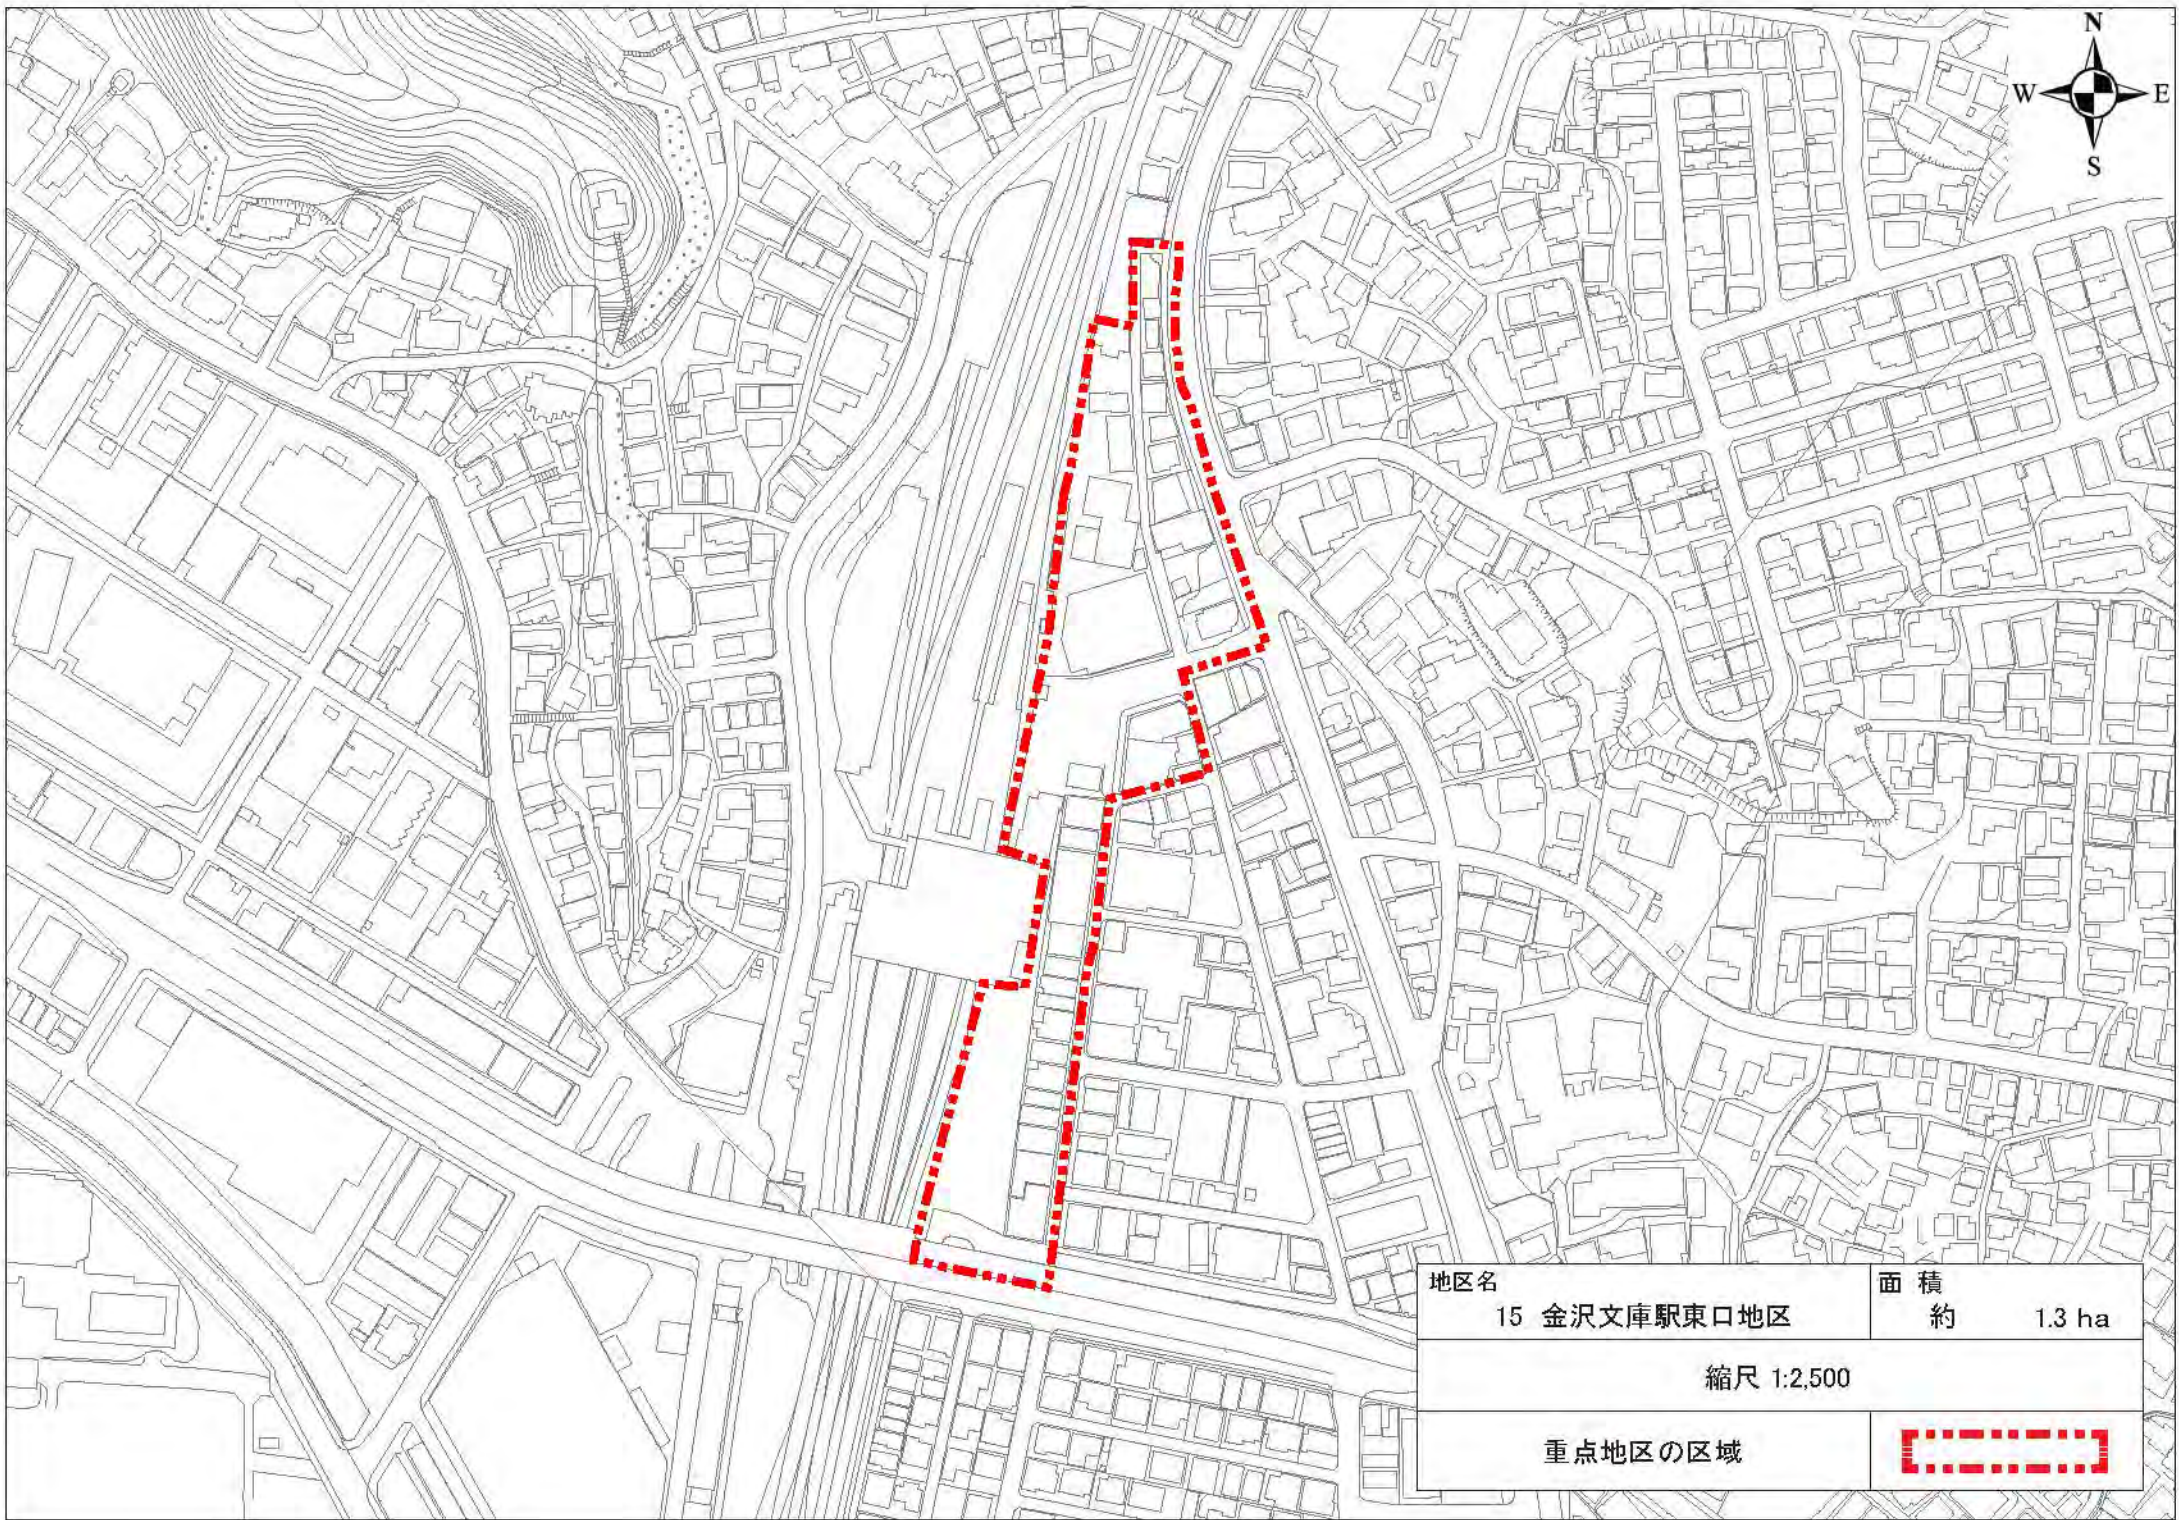 N
W E
S
地区名
15 金沢文庫駅東口地区
面 積
約 1.3 ha
縮尺 1:2,500
重点地区の区域